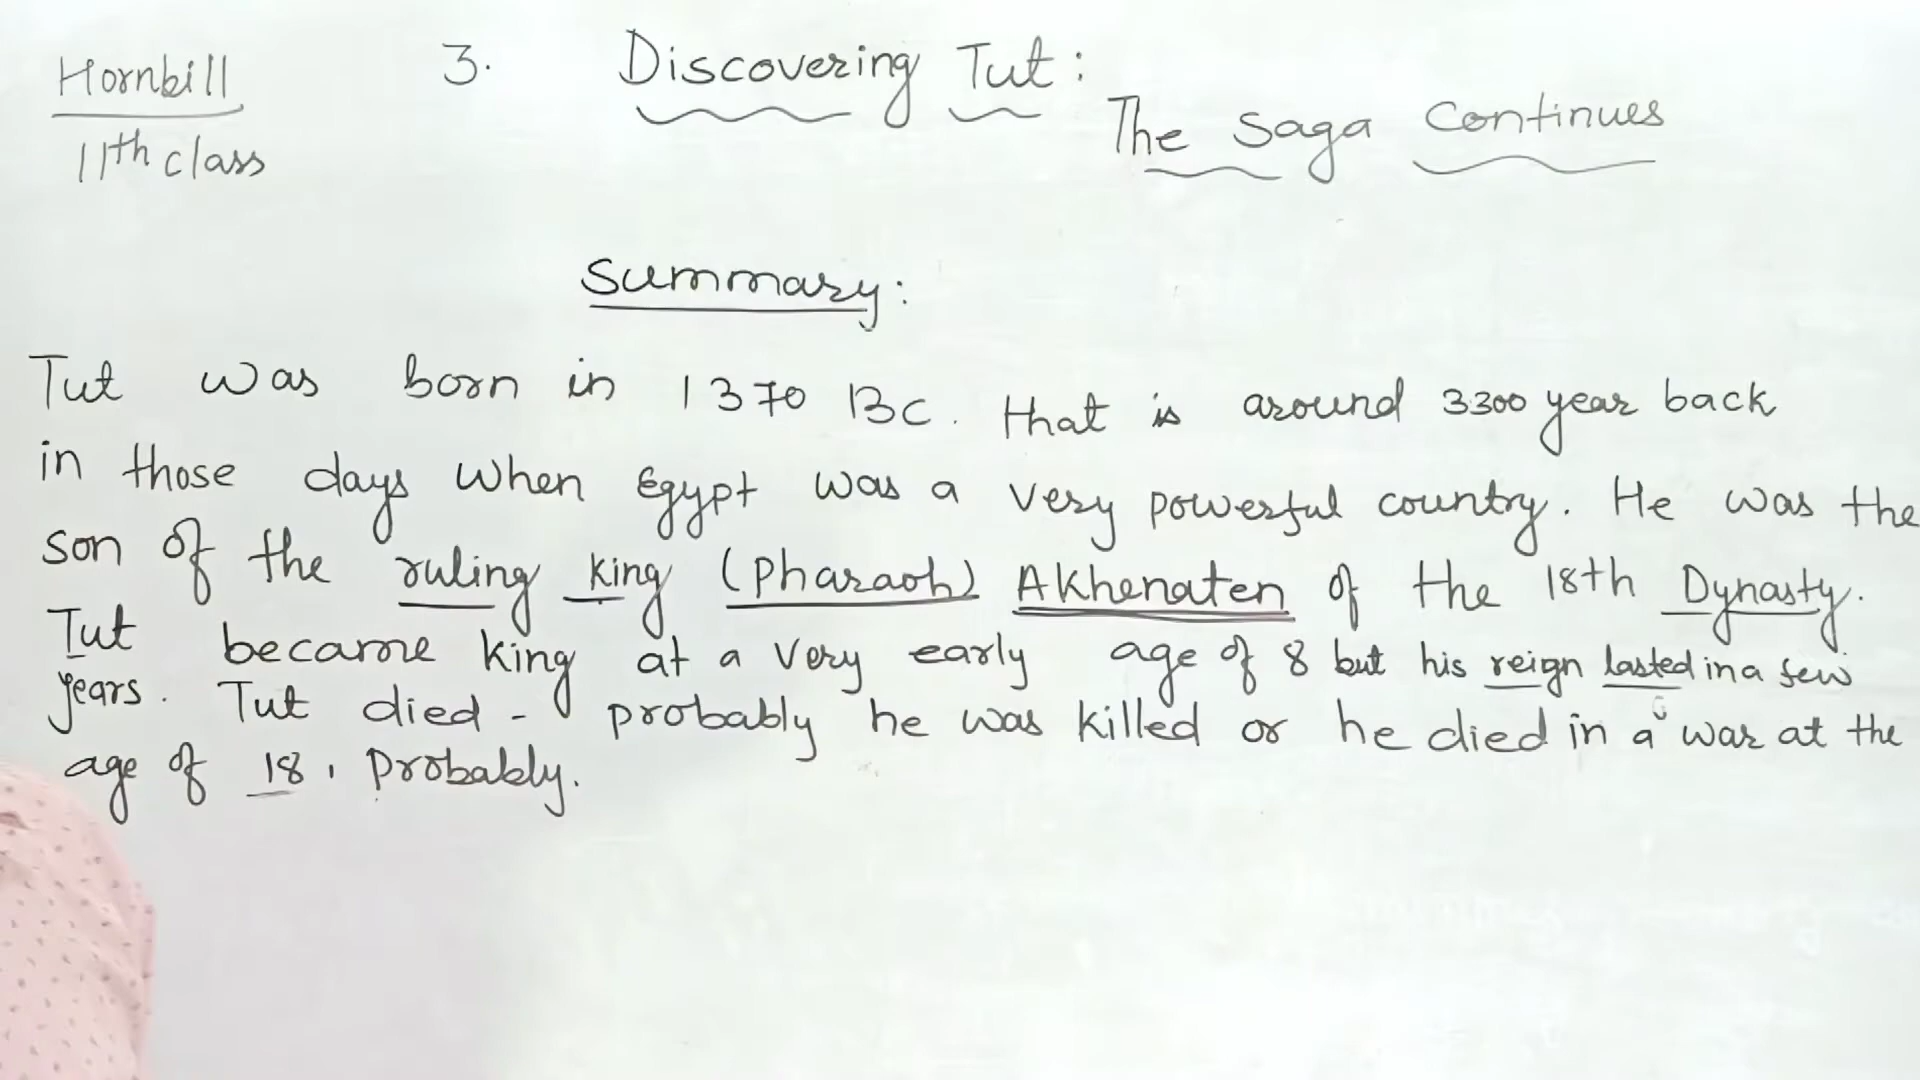 Hornbill
11th class
3. Discovering Tut:
The Saga Continues
Summary:
Tut was born in 1370 BC. that is around 3300 year back
in those days when Egypt was a very powerful country. He was the
son of the ruling king (Pharaoh) Akhenaten of the 18th Dynasty.
Tut became king at a very early age of 8 but his reign lasted in a few
years. Tut died - probably he was killed or he died in a war at the
age of 18, Probably.